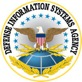 DEFENSE INFORMATION SYSTEMS AGENCY